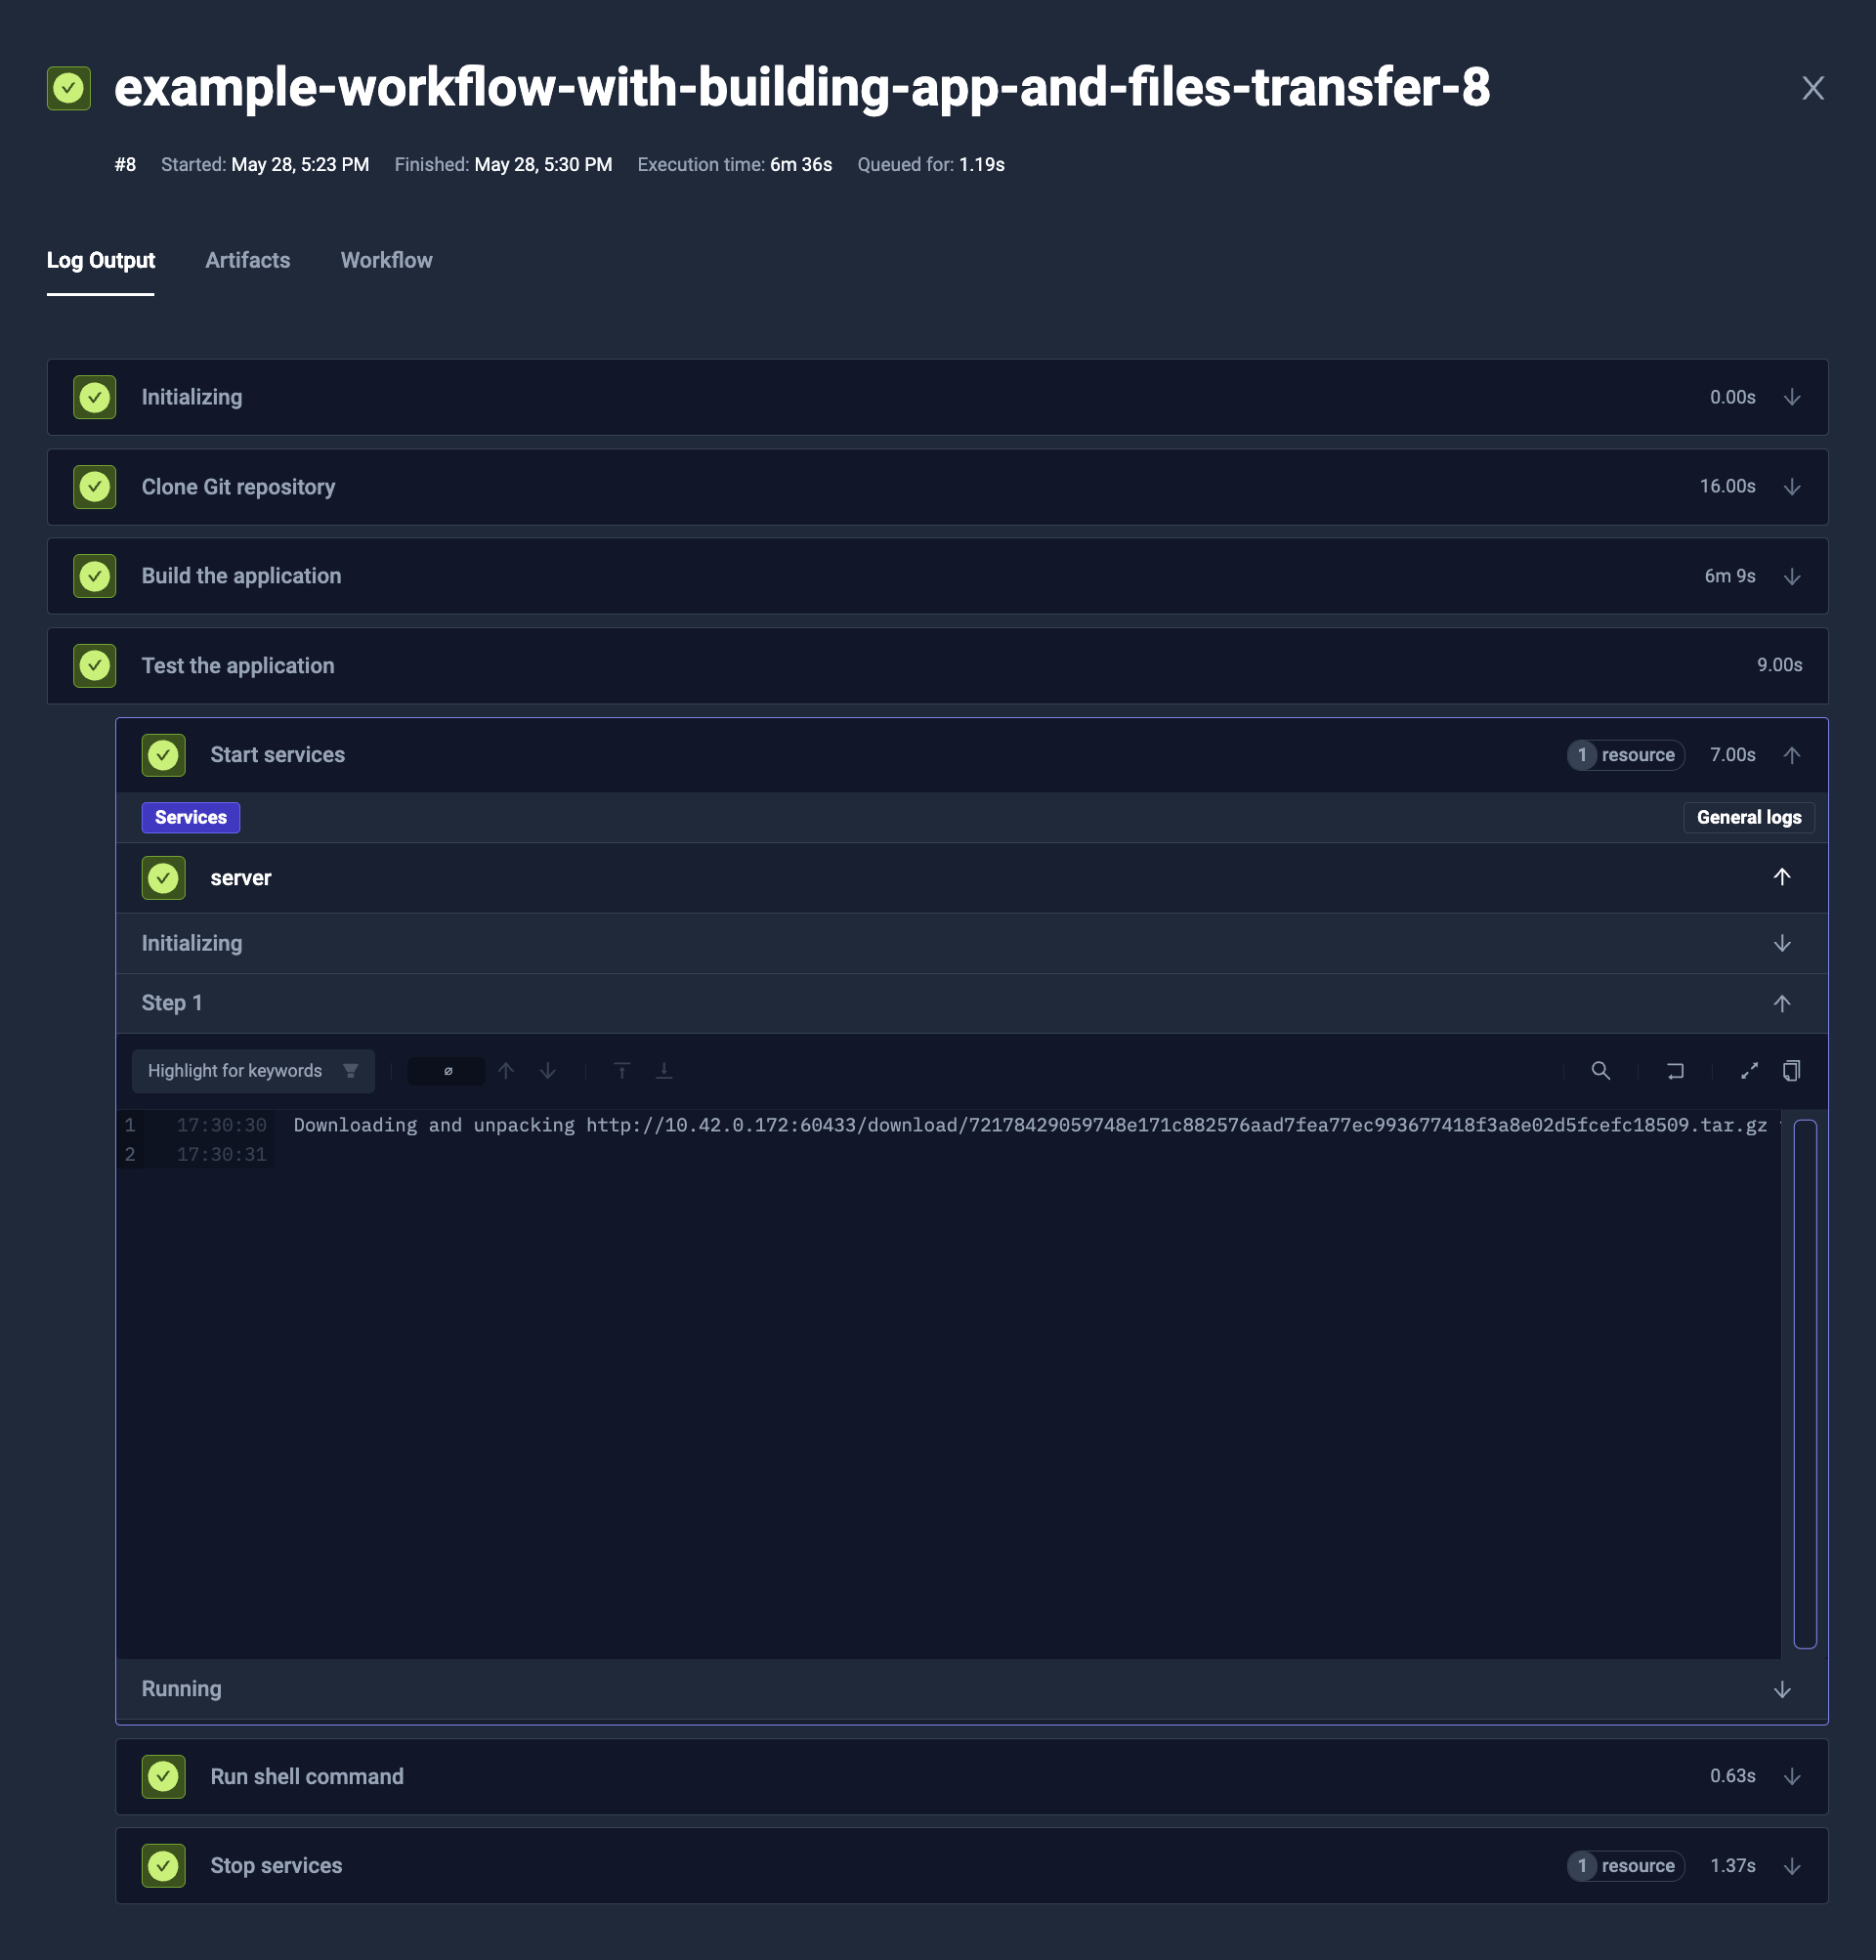 example-workflow-with-building-app-and-files-transfer-8
#8 Started: May 28, 5:23 PM Finished: May 28, 5:30 PM Execution time: 6m 36s Queued for: 1.19s
Log Output Artifacts Workflow
Initializing 0.00s
Clone Git repository 16.00s
Build the application 6m 9s
Test the application 9.00s
Start services 1 resource 7.00s
Services General logs
server
Initializing
Step 1
Highlight for keywords ∅
1 17:30:30 Downloading and unpacking http://10.42.0.172:60433/download/72178429059748e171c882576aad7fea77ec993677418f3a8e02d5fcefc18509.tar.gz
2 17:30:31
Running
Run shell command 0.63s
Stop services 1 resource 1.37s